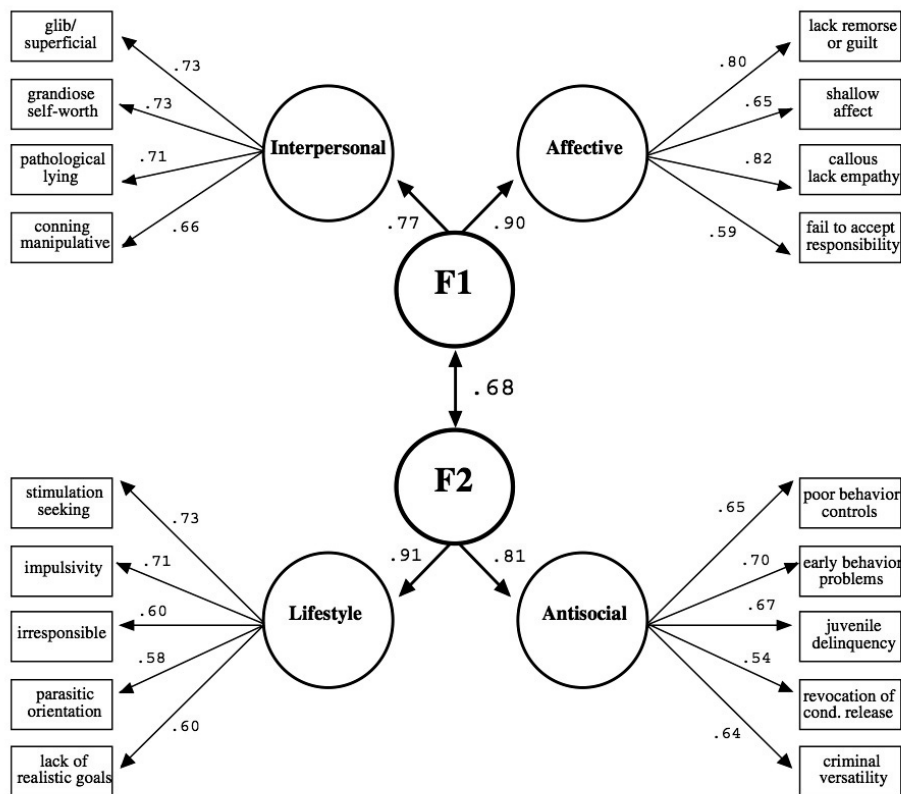 glib/
superficial
.73
grandiose
self-worth
.73
pathological
lying
.71
conning
manipulative
.66
Interpersonal
Affective
lack remorse
or guilt
.80
shallow
affect
.65
callous
lack empathy
.82
fail to accept
responsibility
.59
.77
.90
F1
.68
F2
.91
.81
stimulation
seeking
.73
impulsivity
.71
irresponsible
.60
parasitic
orientation
.58
lack of
realistic goals
.60
Lifestyle
Antisocial
poor behavior
controls
.65
early behavior
problems
.70
juvenile
delinquency
.67
revocation of
cond. release
.54
criminal
versatility
.64